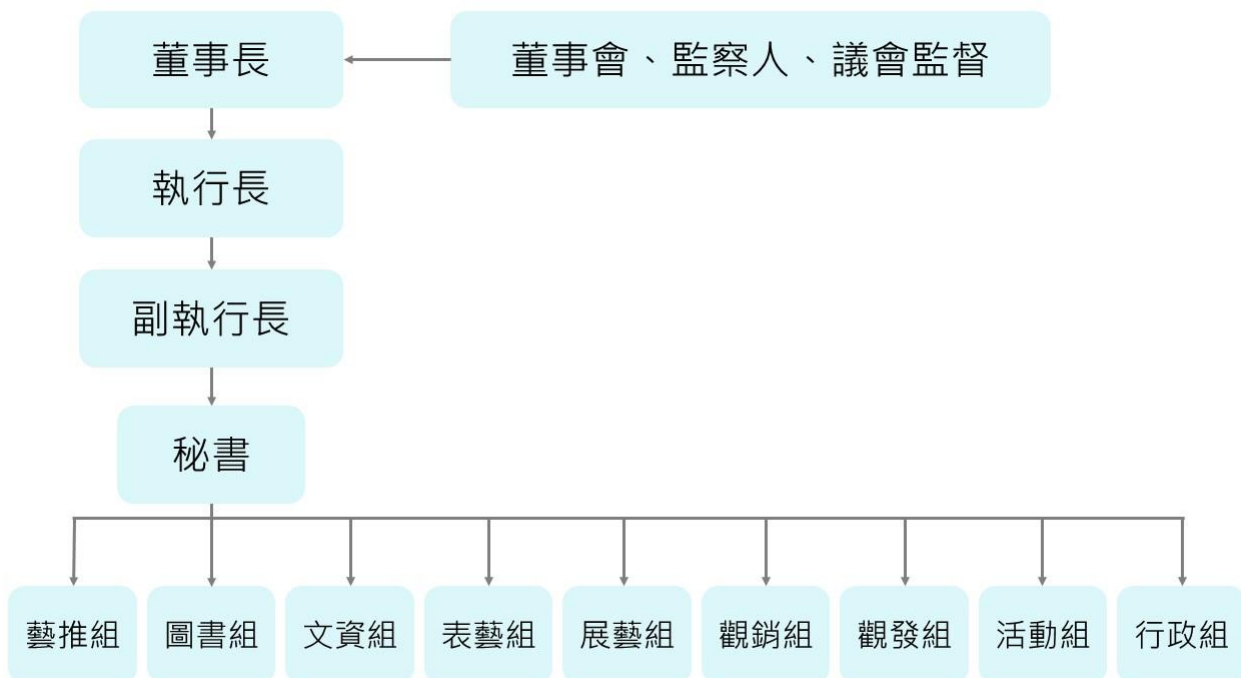 董事長
董事會、監察人、議會監督
執行長
副執行長
秘書
藝推組
圖書組
文資組
表藝組
展藝組
觀銷組
觀發組
活動組
行政組